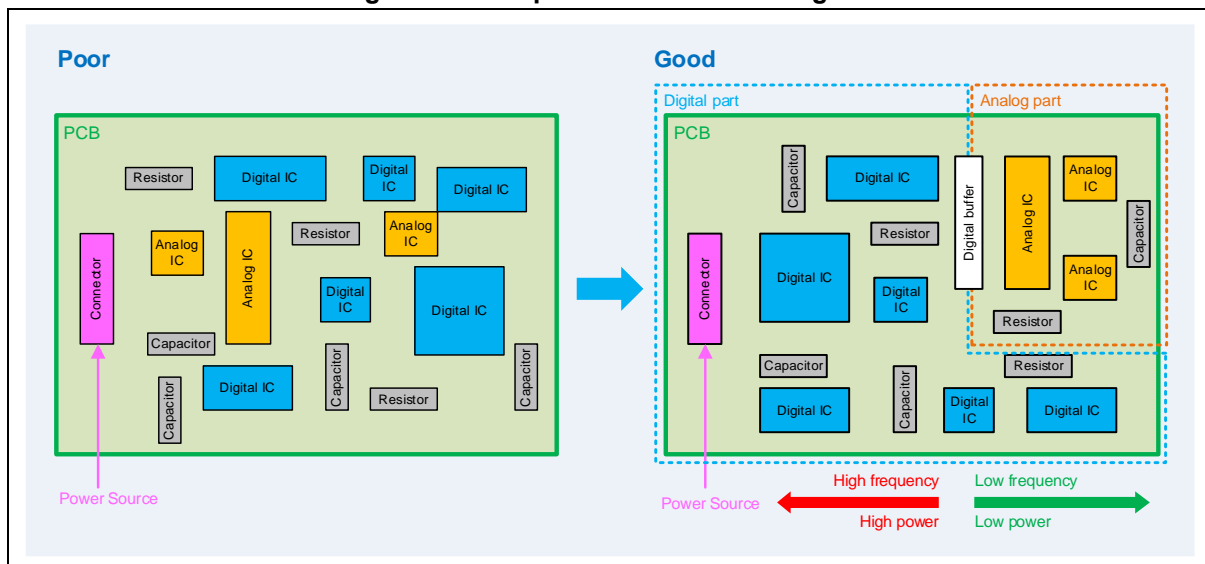 Poor
PCB
Resistor
Digital IC
Digital
IC
Digital IC
Analog
IC
Analog IC
Resistor
Analog
IC
Connector
Digital
IC
Digital IC
Capacitor
Capacitor
Digital IC
Capacitor
Resistor
Capacitor
Power Source
Good
Digital part
Analog part
PCB
Capacitor
Digital IC
Digital buffer
Analog IC
Analog
IC
Capacitor
Resistor
Connector
Digital IC
Digital
IC
Analog
IC
Resistor
Capacitor
Resistor
Digital IC
Capacitor
Digital
IC
Digital IC
Power Source
High frequency
High power
Low frequency
Low power